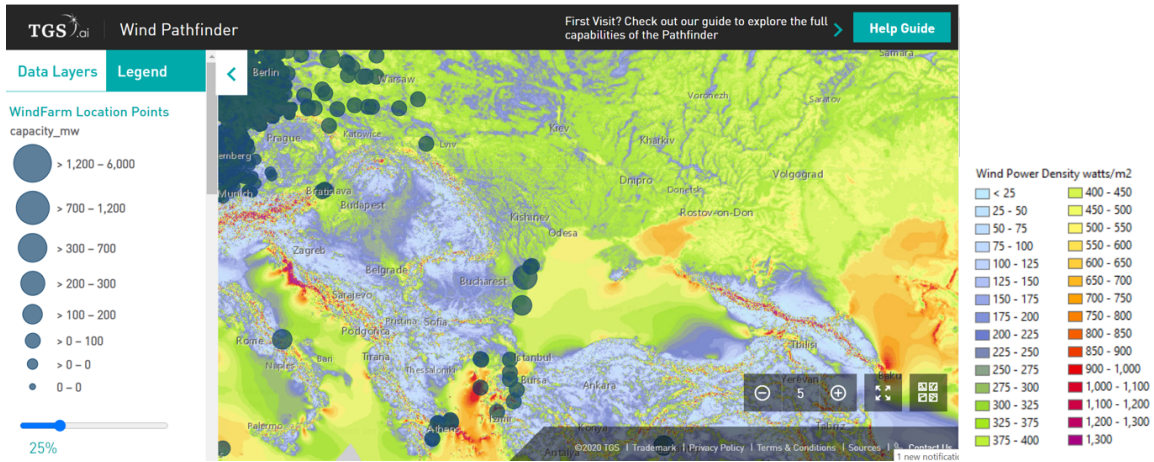 TGS.ai
Wind Pathfinder
First Visit? Check out our guide to explore the full
capabilities of the Pathfinder
Help Guide
Data Layers
Legend
WindFarm Location Points
capacity_mw
> 1,200 – 6,000
> 700 – 1,200
> 300 – 700
> 200 – 300
> 100 – 200
> 0 – 100
> 0 – 0
0 – 0
25%
Berlin
Warsaw
Samara
Voronezh
Saratov
Prague
Katowice
Lviv
Kiev
Kharkiv
emberg
Munich
Bratislava
Budapest
Dnipro
Donetsk
Volgograd
Kishinev
Rostov-on-Don
Odesa
Zagreb
Belgrade
Bucharest
Sarajevo
Podgorica
Pristina
Sofia
Rome
Naples
Bari
Tirana
Thessaloniki
Istanbul
Bursa
Ankara
Tbilisi
Yerevan
Baku
5
Palermo
Athens
Izmir
Konya
Antalya
Tabriz
©2020 TGS | Trademark | Privacy Policy | Terms & Conditions | Sources | Contact Us
1 new notificatio
Wind Power Density watts/m2
< 25
25 - 50
50 - 75
75 - 100
100 - 125
125 - 150
150 - 175
175 - 200
200 - 225
225 - 250
250 - 275
275 - 300
300 - 325
325 - 375
375 - 400
400 - 450
450 - 500
500 - 550
550 - 600
600 - 650
650 - 700
700 - 750
750 - 800
800 - 850
850 - 900
900 - 1,000
1,000 - 1,100
1,100 - 1,200
1,200 - 1,300
1,300